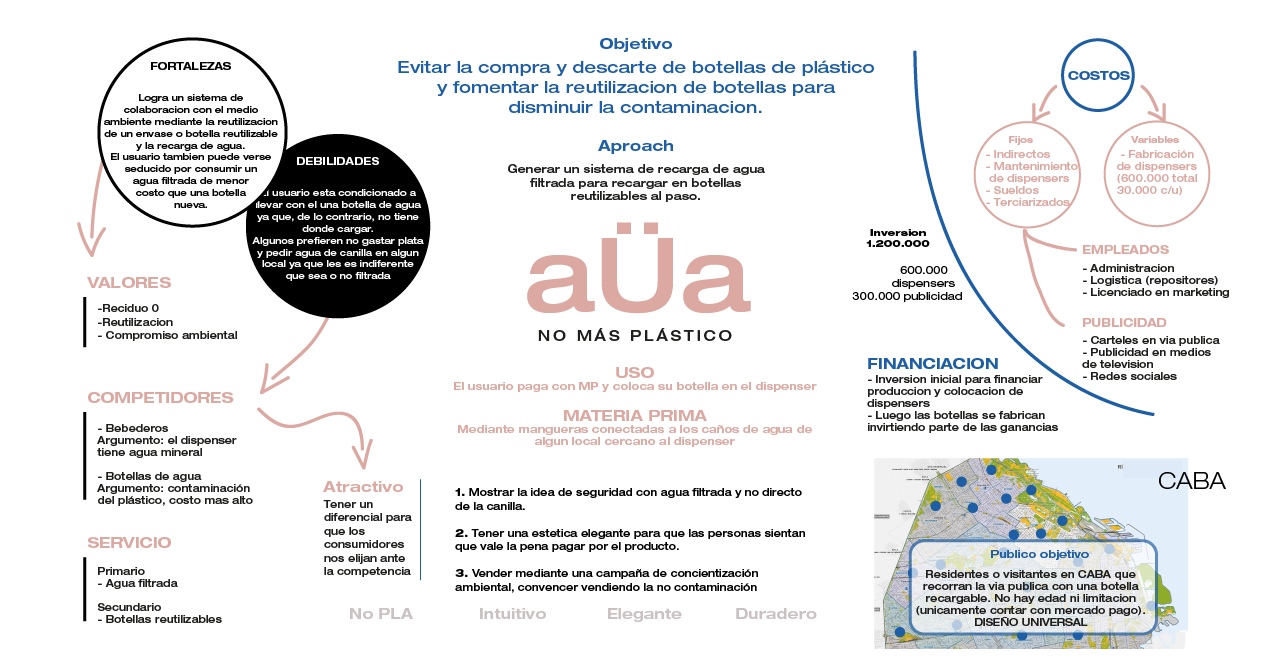 FORTALEZAS
Logra un sistema de
colaboracion con el medio
ambiente mediante la reutilizacion
de un envase o botella reutilizable
y la recarga de agua.
El usuario tambien puede verse
seducido por consumir un
agua filtrada de menor
costo que una botella
nueva.
DEBILIDADES
El usuario esta condicionado a
llevar con el una botella de agua
ya que, de lo contrario, no tiene
donde cargar.
Algunos prefieren no gastar plata
y pedir agua de canilla en algun
local ya que les es indiferente
que sea o no filtrada
VALORES
-Reciduo 0
-Reutilizacion
- Compromiso ambiental
COMPETIDORES
- Bebederos
Argumento: el dispenser
tiene agua mineral
- Botellas de agua
Argumento: contaminación
del plástico, costo mas alto
SERVICIO
Primario
- Agua filtrada
Secundario
- Botellas reutilizables
Atractivo
Tener un
diferencial para
que los
consumidores
nos elijan ante
la competencia
Objetivo
Evitar la compra y descarte de botellas de plástico
y fomentar la reutilizacion de botellas para
disminuir la contaminacion.
Aproach
Generar un sistema de recarga de agua
filtrada para recargar en botellas
reutilizables al paso.
aÜa
NO MÁS PLÁSTICO
USO
El usuario paga con MP y coloca su botella en el dispenser
MATERIA PRIMA
Mediante mangueras conectadas a los caños de agua de
algun local cercano al dispenser
1. Mostrar la idea de seguridad con agua filtrada y no directo
de la canilla.
2. Tener una estetica elegante para que las personas sientan
que vale la pena pagar por el producto.
3. Vender mediante una campaña de concientización
ambiental, convencer vendiendo la no contaminación
No PLA Intuitivo Elegante Duradero
COSTOS
Fijos
- Indirectos
- Mantenimiento
de dispensers
- Sueldos
- Terciarizados
Variables
- Fabricación
de dispensers
(600.000 total
30.000 c/u)
Inversion
1.200.000
600.000
dispensers
300.000 publicidad
EMPLEADOS
- Administracion
- Logistica (repositores)
- Licenciado en marketing
PUBLICIDAD
- Carteles en via publica
- Publicidad en medios
de television
- Redes sociales
FINANCIACION
- Inversion inicial para financiar
produccion y colocacion de
dispensers
- Luego las botellas se fabrican
invirtiendo parte de las ganancias
CABA
Publico objetivo
Residentes o visitantes en CABA que
recorran la via publica con una botella
recargable. No hay edad ni limitacion
(unicamente contar con mercado pago).
DISEÑO UNIVERSAL